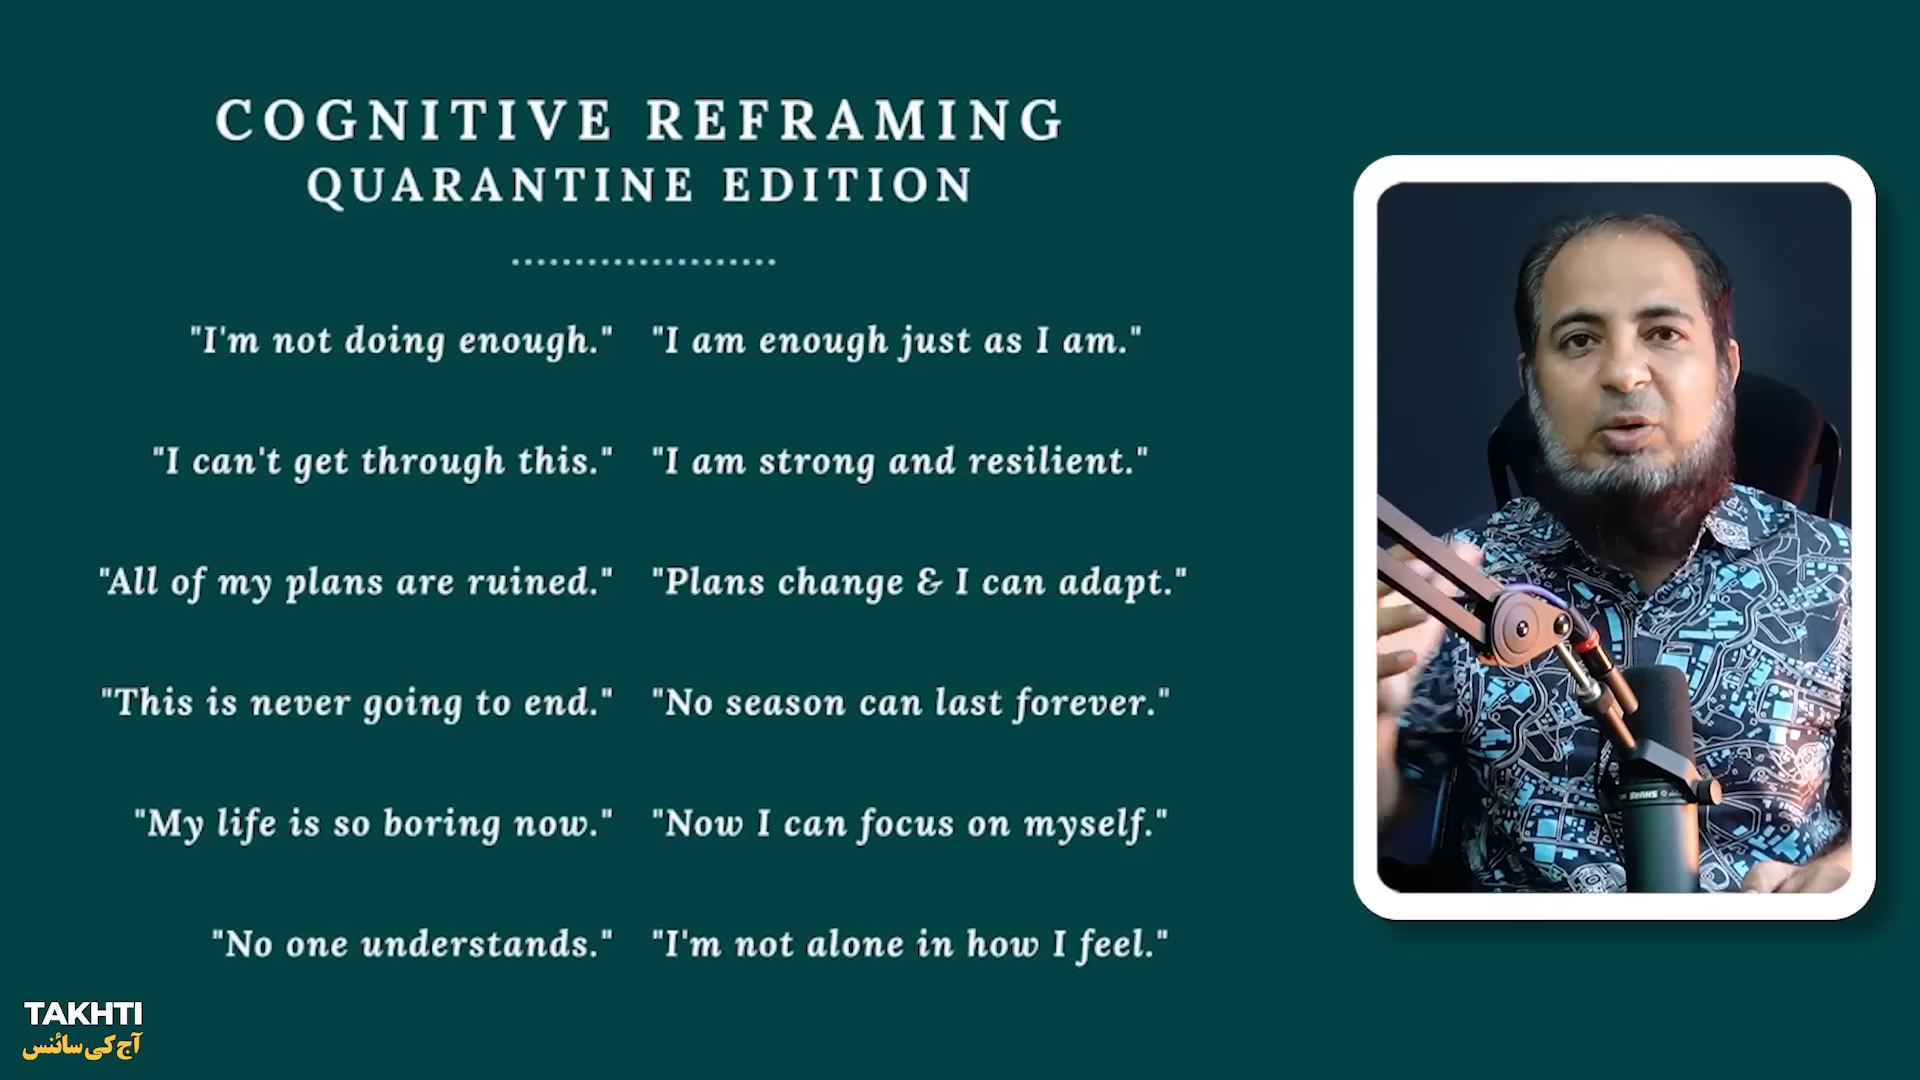 COGNITIVE REFRAMING
QUARANTINE EDITION
"I'm not doing enough." "I am enough just as I am."
"I can't get through this." "I am strong and resilient."
"All of my plans are ruined." "Plans change & I can adapt."
"This is never going to end." "No season can last forever."
"My life is so boring now." "Now I can focus on myself."
"No one understands." "I'm not alone in how I feel."
TAKHTI
آج کی سائنس
SHURE